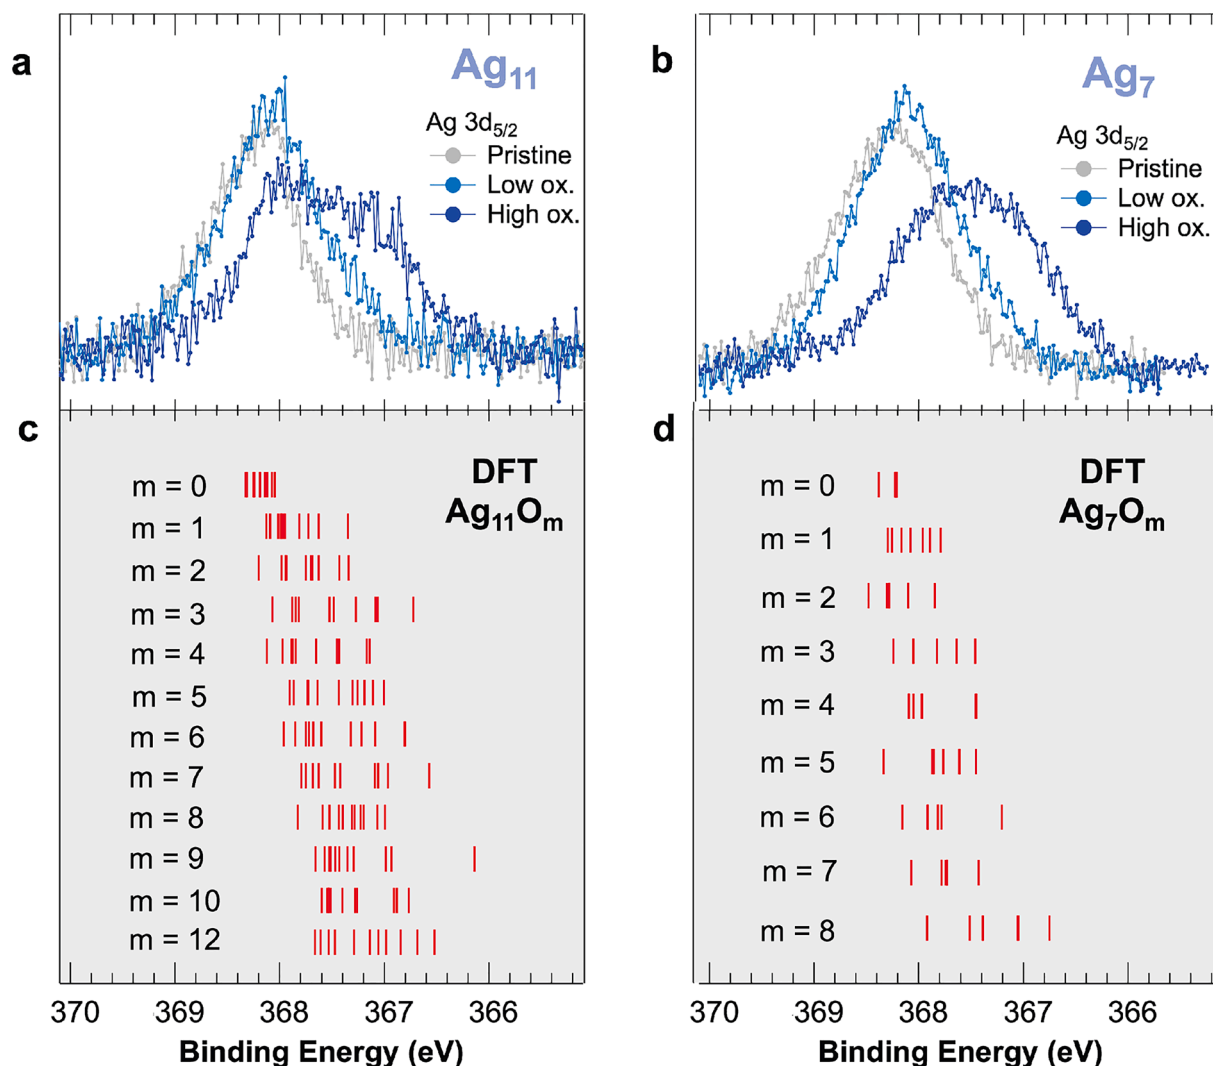 a
Ag11
Ag 3d5/2
Pristine
Low ox.
High ox.
b
Ag7
Ag 3d5/2
Pristine
Low ox.
High ox.
c
DFT
Ag11Om
m = 0
m = 1
m = 2
m = 3
m = 4
m = 5
m = 6
m = 7
m = 8
m = 9
m = 10
m = 12
370 369 368 367 366
Binding Energy (eV)
d
DFT
Ag7Om
m = 0
m = 1
m = 2
m = 3
m = 4
m = 5
m = 6
m = 7
m = 8
370 369 368 367 366
Binding Energy (eV)